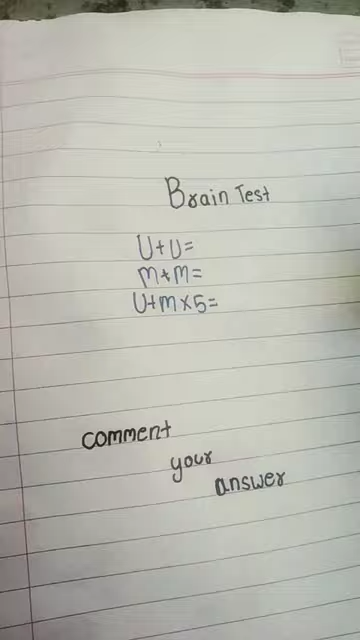 Brain Test
U+U=
m+m=
U+m×5=
comment
your
answer